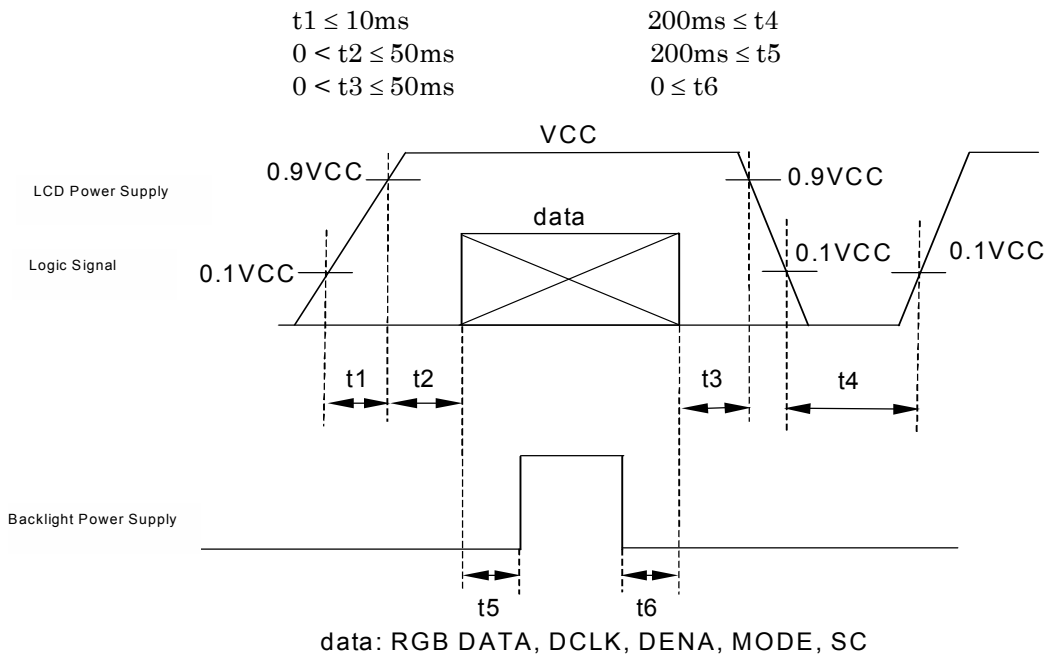 t1 ≤ 10ms 200ms ≤ t4
0 < t2 ≤ 50ms 200ms ≤ t5
0 < t3 ≤ 50ms 0 ≤ t6
VCC
0.9VCC 0.9VCC
LCD Power Supply
data
Logic Signal
0.1VCC 0.1VCC 0.1VCC
t1 t2 t3 t4
Backlight Power Supply
t5 t6
data: RGB DATA, DCLK, DENA, MODE, SC